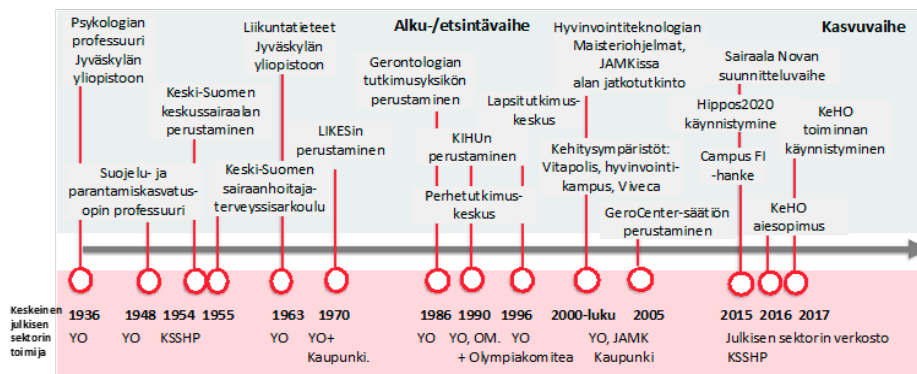 Psykologian
professuuri
Jyväskylän
yliopistoon
Keski-Suomen
keskussairaalan
perustaminen
Suojelu- ja
parantamiskasvatus-
opin professuuri
Keski-Suomen
sairaanhoitaja-
terveyssisarkoulu
Liikuntatieteet
Jyväskylän
yliopistoon
LIKESin
perustaminen
Alku-/etsintävaihe
Gerontologian
tutkimusyksikön
perustaminen
KIHUn
perustaminen
Perhetutkimus-
keskus
Lapsitutkimus-
keskus
Hyvinvointiteknologian
Maisteriohjelmat,
JAMKissa
alan jatkotutkinto
Kehitysympäristöt:
Vitapolis, hyvinvointi-
kampus, Viveca
GeroCenter-säätiön
perustaminen
Kasvuvaihe
Sairaala Novan
suunnitteluvaihe
Hippos2020
käynnistymine
Campus FI
-hanke
KeHO
toiminnan
käynnistyminen
KeHO
aiesopimus
Keskeinen
julkisen
sektorin
toimija
1936 1948 1954 1955 1963 1970 1986 1990 1996 2000-luku 2005 2015 2016 2017
YO YO KSSHP YO YO+ YO YO, OM. YO YO, JAMK Julkisen sektorin verkosto
Kaupunki. + Olympiakomitea Kaupunki KSSHP